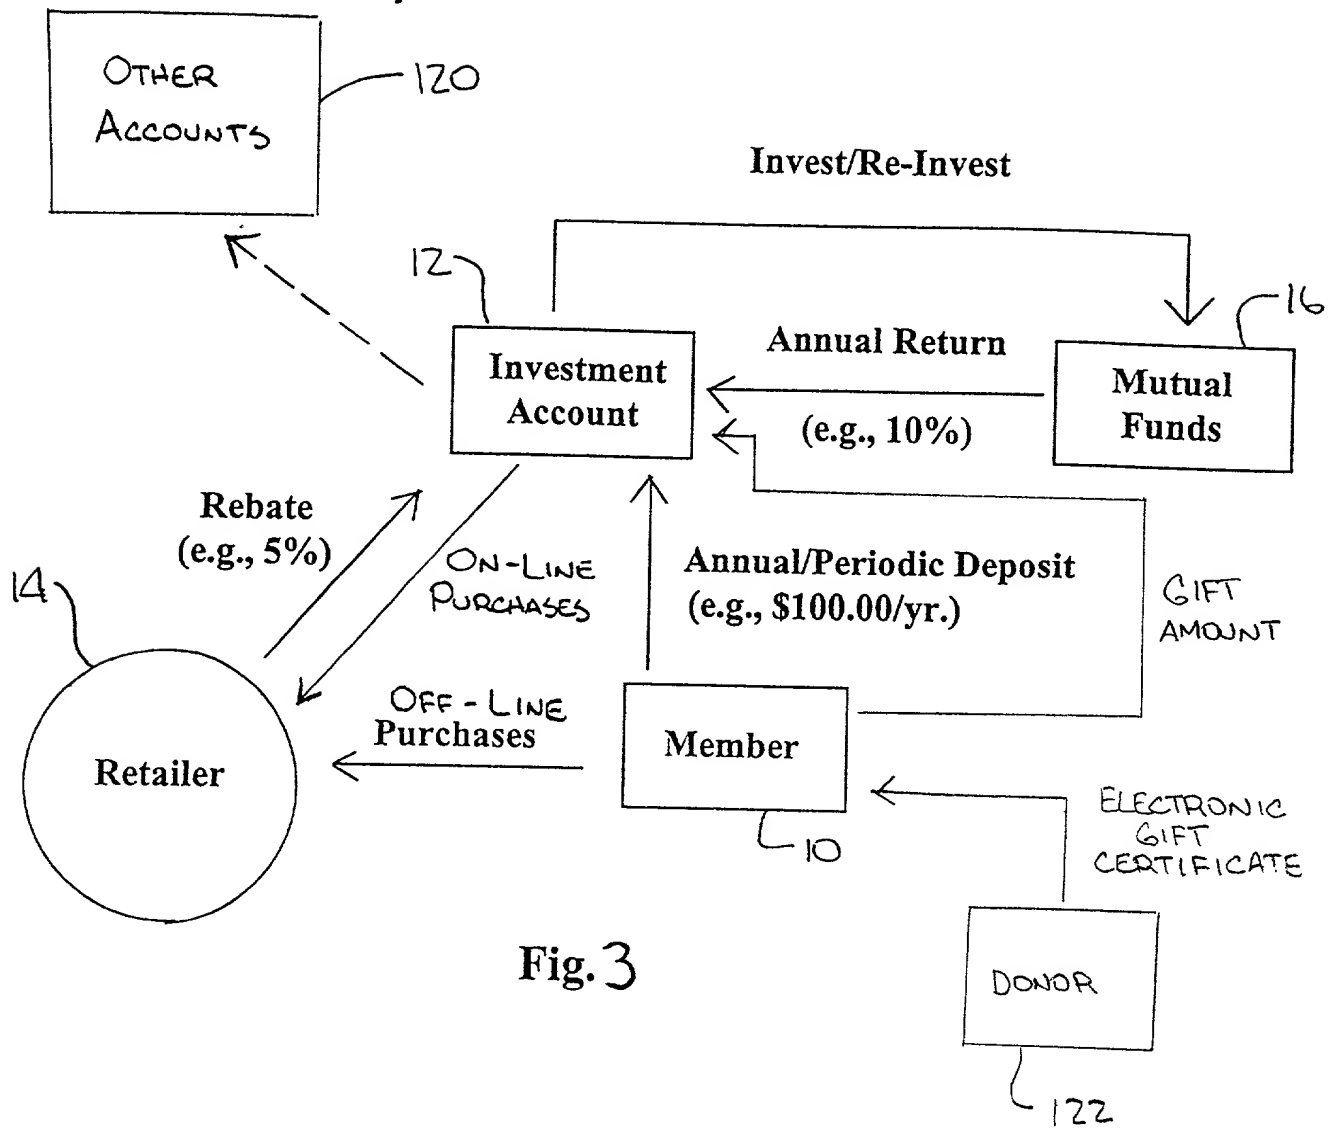 OTHER
ACCOUNTS
120
Invest/Re-Invest
12
16
Investment
Account
Annual Return
(e.g., 10%)
Mutual
Funds
Rebate
(e.g., 5%)
ON-LINE
PURCHASES
Annual/Periodic Deposit
(e.g., $100.00/yr.)
GIFT
AMOUNT
14
Retailer
OFF-LINE
Purchases
Member
10
ELECTRONIC
GIFT
CERTIFICATE
Fig. 3
DONOR
122